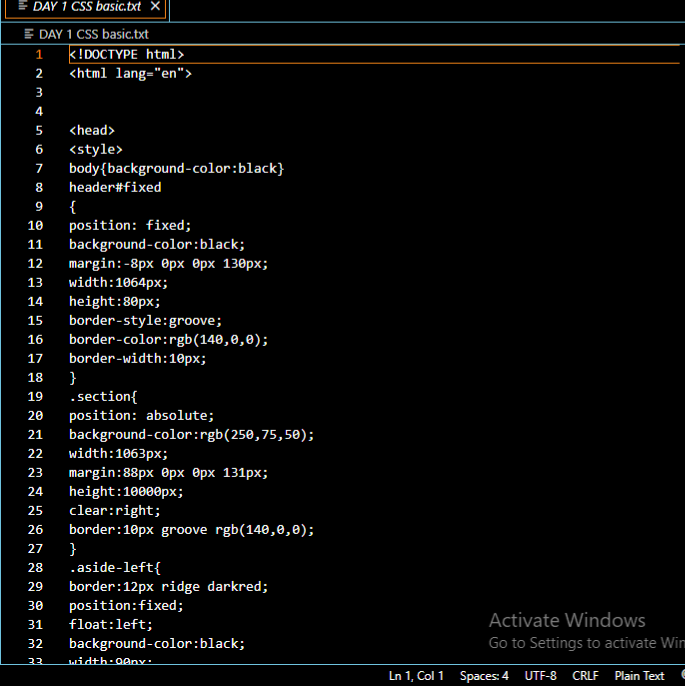 DAY 1 CSS basic.txt
DAY 1 CSS basic.txt
1 <!DOCTYPE html>
2 <html lang="en">
3
4
5 <head>
6 <style>
7 body{background-color:black}
8 header#fixed
9 {
10 position: fixed;
11 background-color:black;
12 margin:-8px 0px 0px 130px;
13 width:1064px;
14 height:80px;
15 border-style:groove;
16 border-color:rgb(140,0,0);
17 border-width:10px;
18 }
19 .section{
20 position: absolute;
21 background-color:rgb(250,75,50);
22 width:1063px;
23 margin:88px 0px 0px 131px;
24 height:10000px;
25 clear:right;
26 border:10px groove rgb(140,0,0);
27 }
28 .aside-left{
29 border:12px ridge darkred;
30 position:fixed;
31 float:left;
32 background-color:black;
33 width:90px;
Activate Windows
Go to Settings to activate Win
Ln 1, Col 1 Spaces: 4 UTF-8 CRLF Plain Text